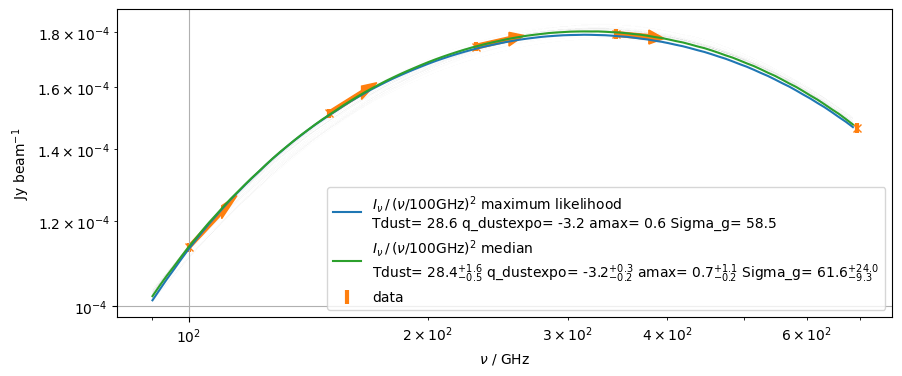 1.8 × 10⁻⁴
1.6 × 10⁻⁴
1.4 × 10⁻⁴
1.2 × 10⁻⁴
10⁻⁴
Jy beam⁻¹
I_ν / (ν/100GHz)² maximum likelihood
Tdust= 28.6 q_dustexpo= -3.2 amax= 0.6 Sigma_g= 58.5
I_ν / (ν/100GHz)² median
Tdust= 28.4^{+1.6}_{-0.5} q_dustexpo= -3.2^{+0.3}_{-0.2} amax= 0.7^{+1.1}_{-0.2} Sigma_g= 61.6^{+24.0}_{-9.3}
data
10² 2 × 10² 3 × 10² 4 × 10² 6 × 10²
ν / GHz